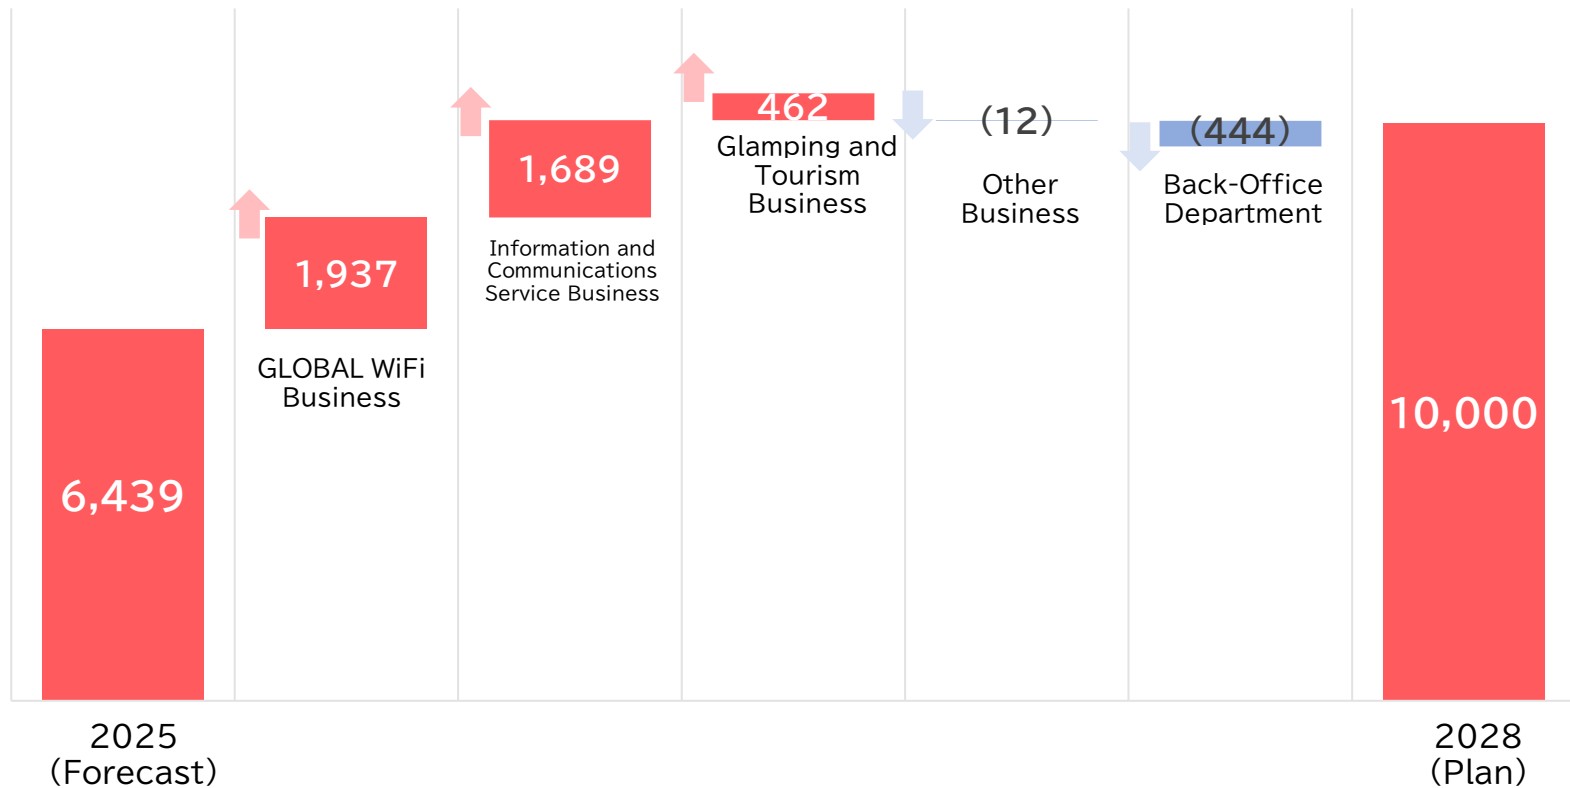 6,439
2025
(Forecast)
1,937
GLOBAL WiFi
Business
1,689
Information and
Communications
Service Business
462
Glamping and
Tourism
Business
(12)
Other
Business
(444)
Back-Office
Department
10,000
2028
(Plan)